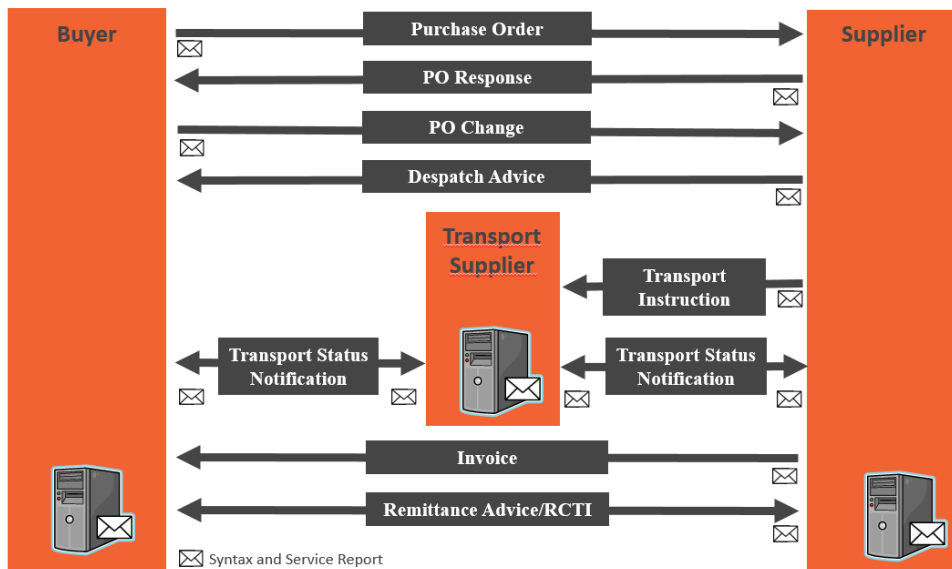 Buyer
Purchase Order
Supplier
PO Response
PO Change
Despatch Advice
Transport
Supplier
Transport
Instruction
Transport Status
Notification
Transport Status
Notification
Invoice
Remittance Advice/RCTI
Syntax and Service Report